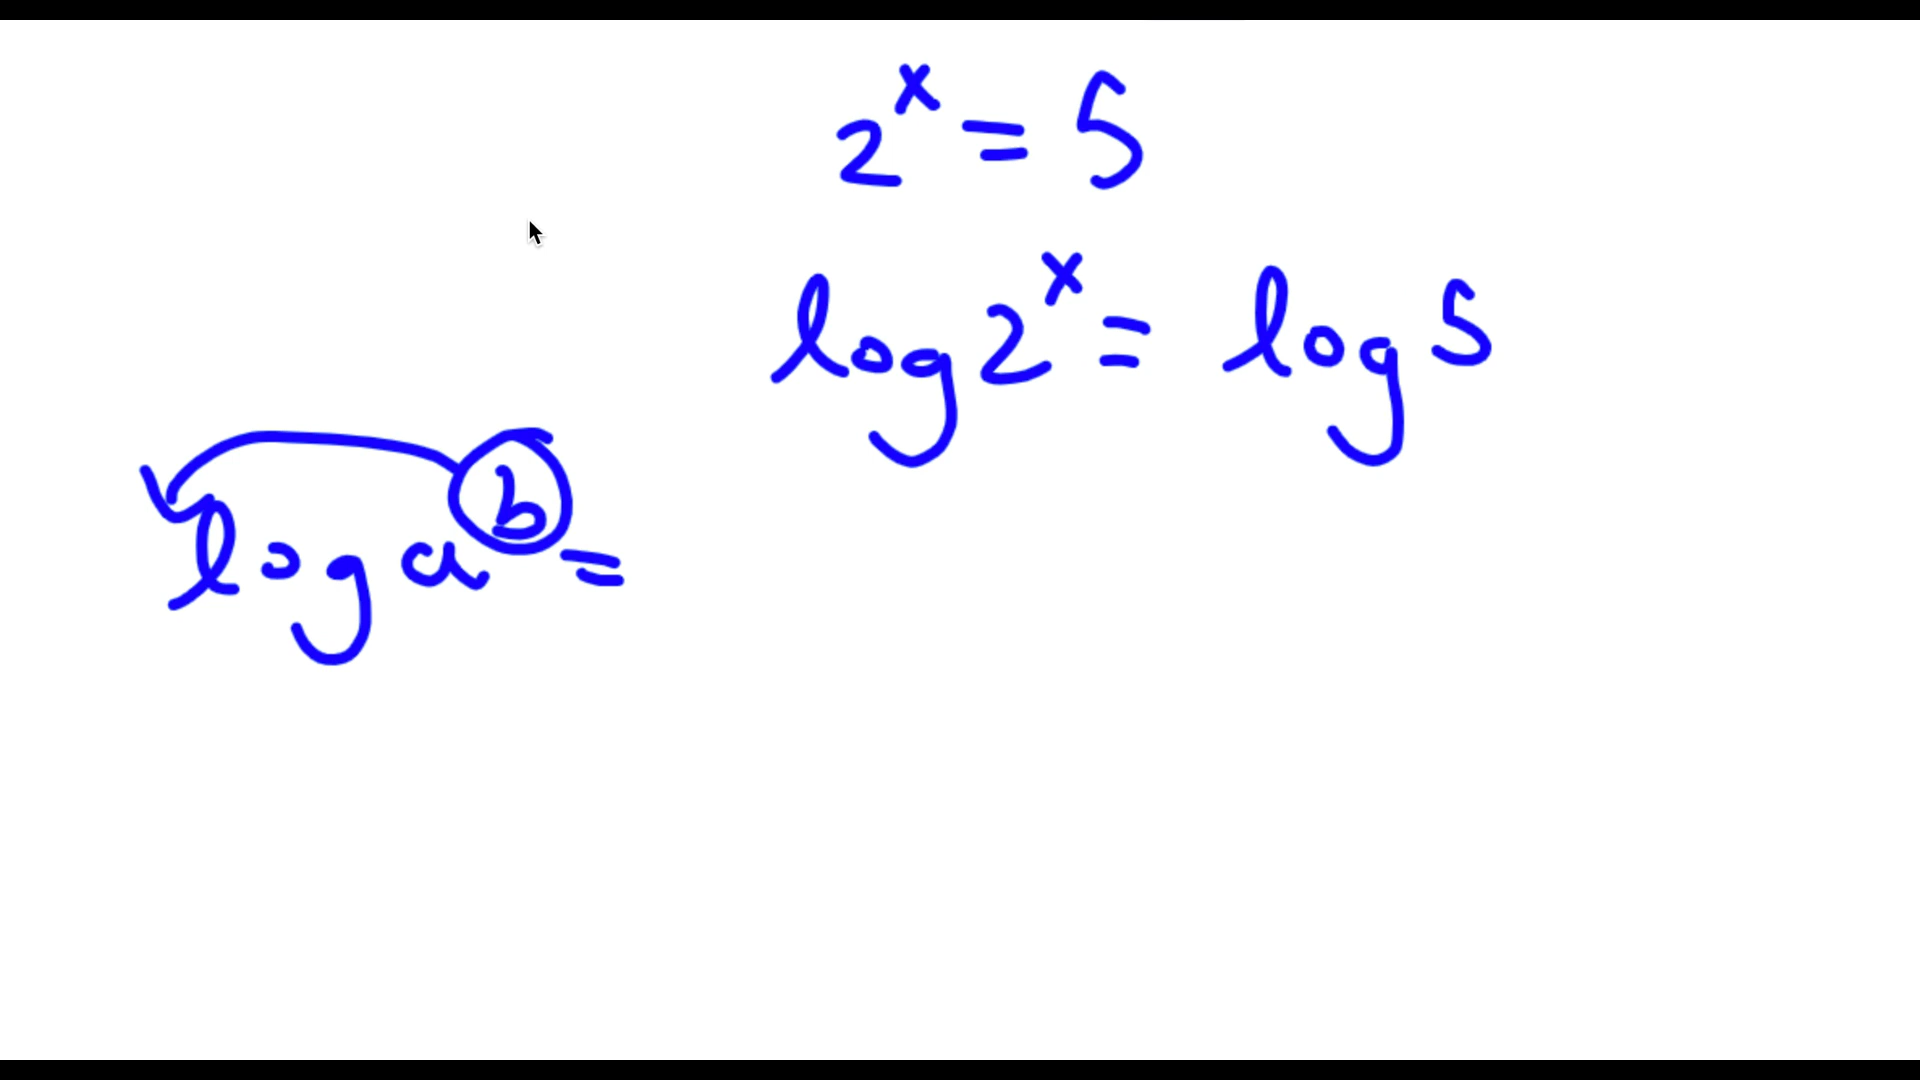 2^x = 5
log 2^x = log 5
log a^b =